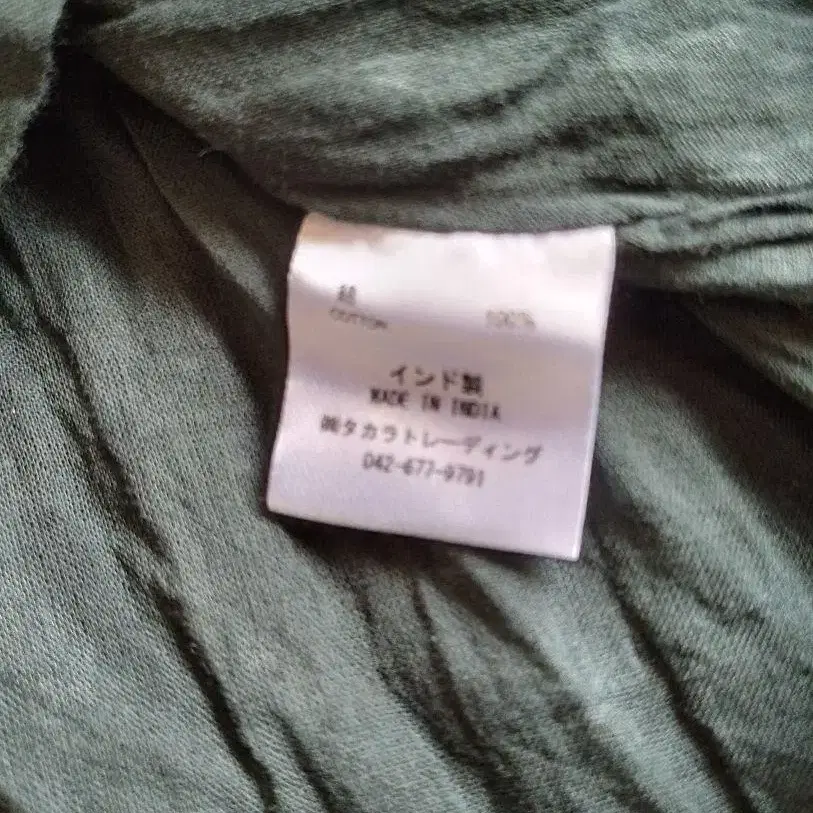 綿
COTTON 100%
インド製
MADE IN INDIA
㈱タカラトレーディング
042-677-9791